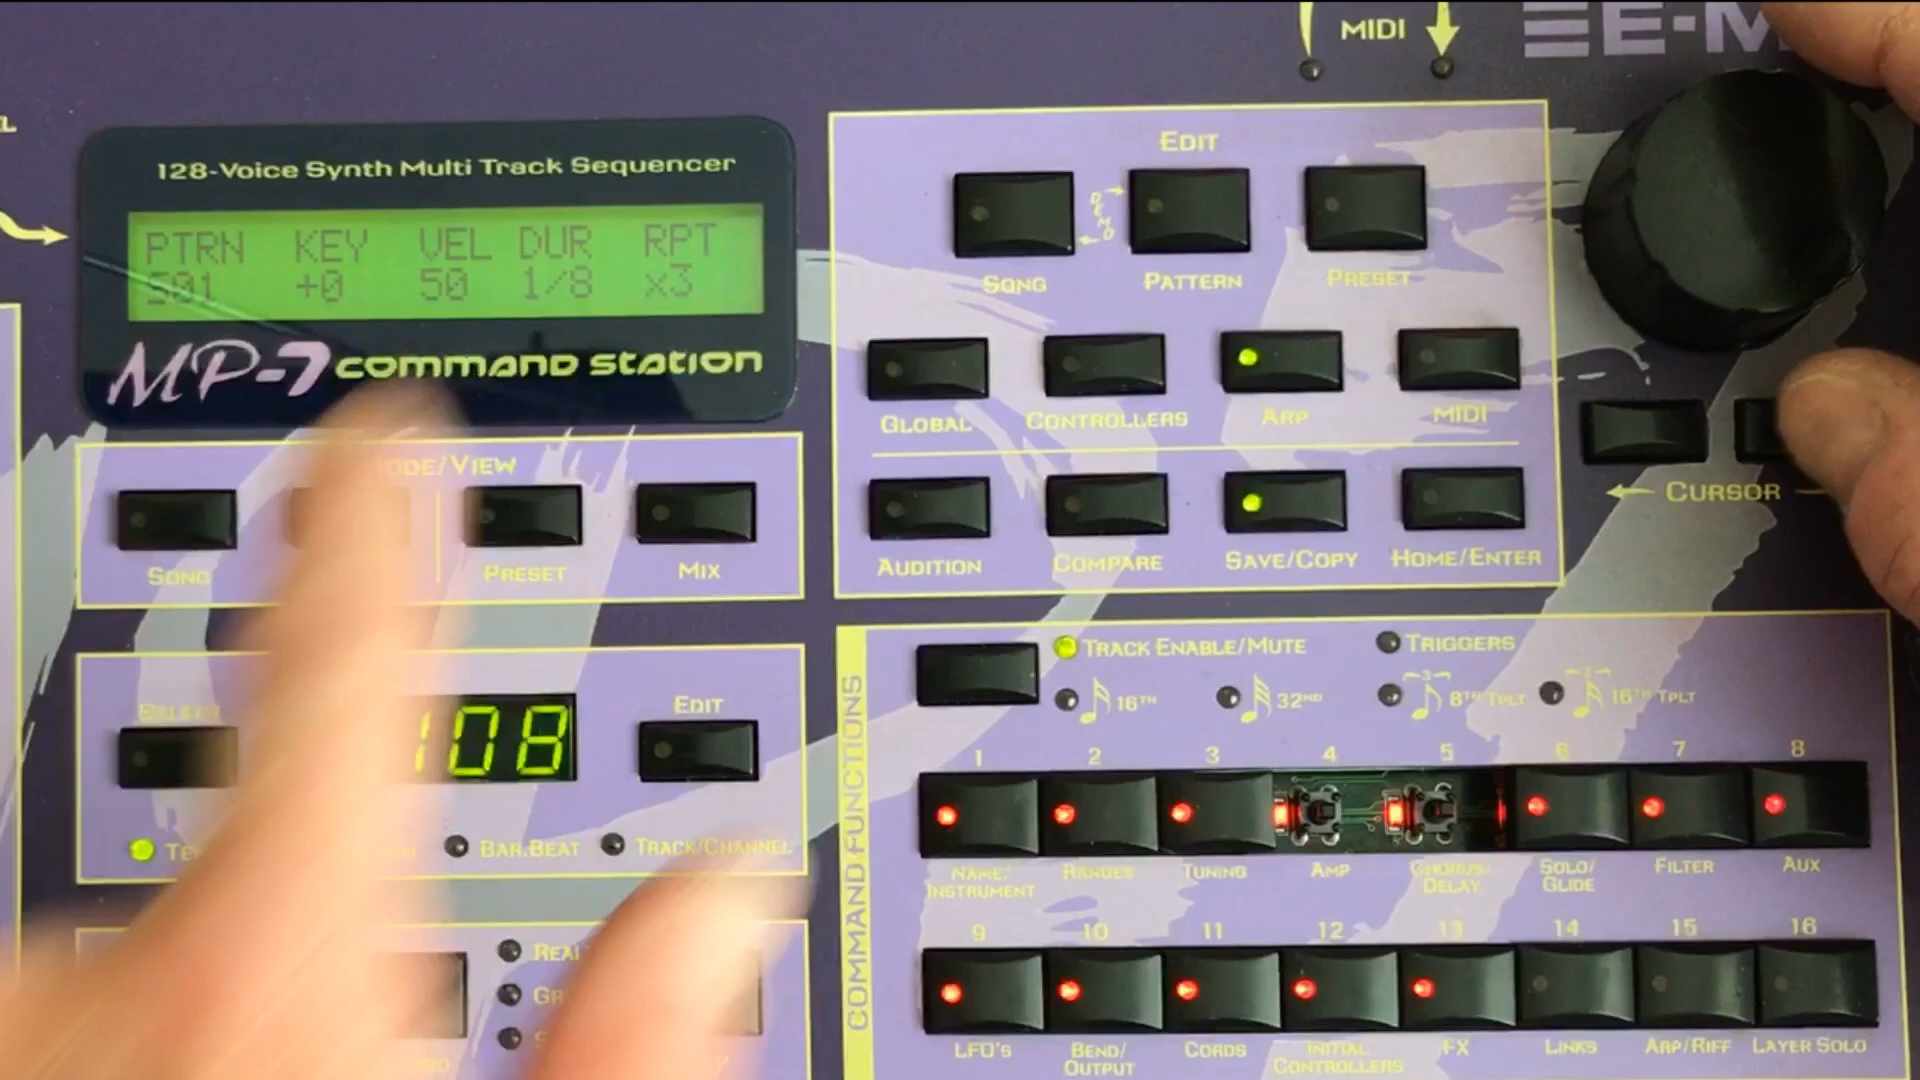 MIDI
E-M
128-Voice Synth Multi Track Sequencer
PTRN KEY VEL DUR RPT
501 +0 50 1/8 x3
MP-7 COMMAND STATION
EDIT
DEMO
SONG PATTERN PRESET
GLOBAL CONTROLLERS ARP MIDI
AUDITION COMPARE SAVE/COPY HOME/ENTER
CURSOR
SONG PRESET MIX
EDIT
108
BAR.BEAT TRACK/CHANNEL
COMMAND FUNCTIONS
TRACK ENABLE/MUTE TRIGGERS
16TH 32ND 3 8TH TPLT 3 16TH TPLT
1 2 3 4 5 6 7 8
NAME/
INSTRUMENT
RANGES
TUNING
AMP
CHORUS/
DELAY
SOLO/
GLIDE
FILTER
AUX
9 10 11 12 13 14 15 16
LFO'S
BEND/
OUTPUT
CORDS
INITIAL
CONTROLLERS
FX
LINKS
ARP/RIFF
LAYER SOLO